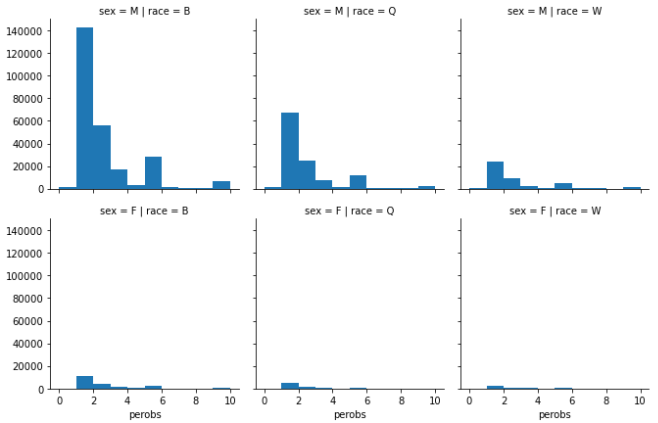 sex = M | race = B
sex = M | race = Q
sex = M | race = W
140000
120000
100000
80000
60000
40000
20000
0
sex = F | race = B
sex = F | race = Q
sex = F | race = W
140000
120000
100000
80000
60000
40000
20000
0
0 2 4 6 8 10
0 2 4 6 8 10
0 2 4 6 8 10
perobs
perobs
perobs